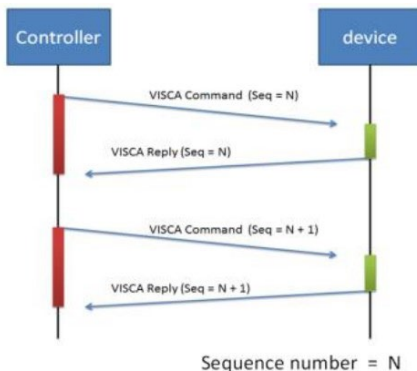 Controller
device
VISCA Command (Seq = N)
VISCA Reply (Seq = N)
VISCA Command (Seq = N + 1)
VISCA Reply (Seq = N + 1)
Sequence number = N